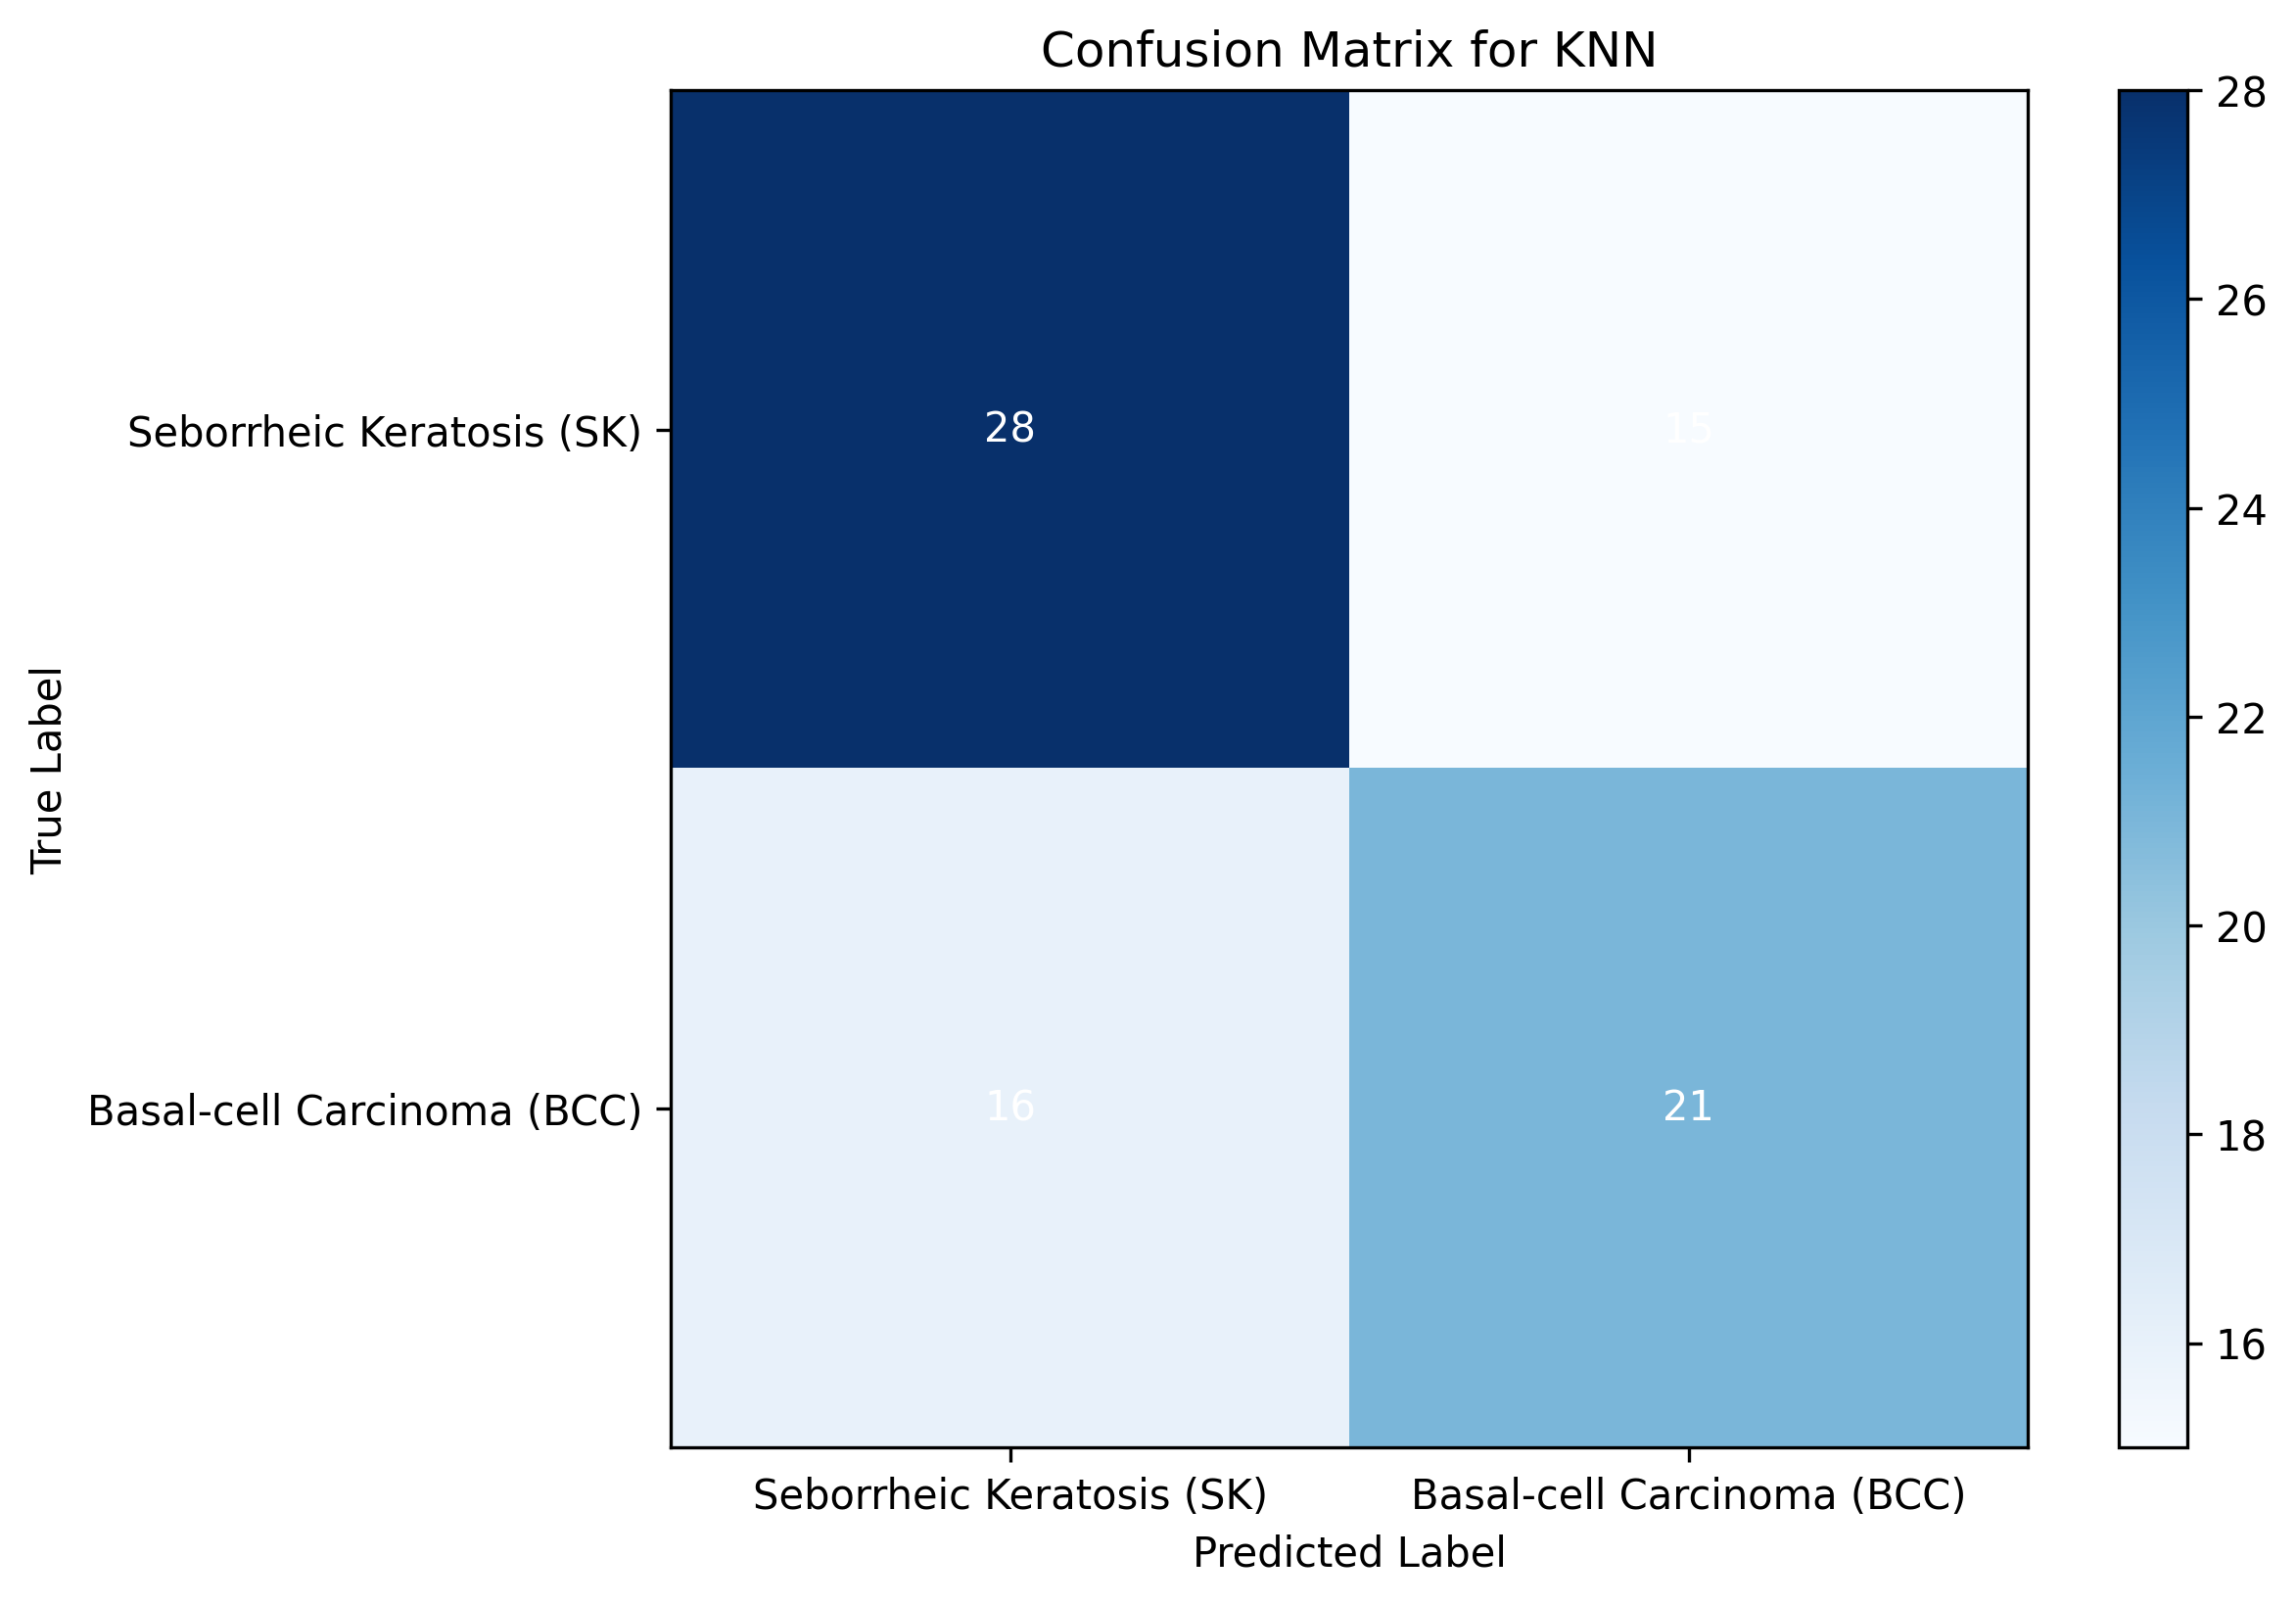 Confusion Matrix for KNN
True Label
Seborrheic Keratosis (SK)
28
15
Basal-cell Carcinoma (BCC)
16
21
Seborrheic Keratosis (SK)
Basal-cell Carcinoma (BCC)
Predicted Label
28
26
24
22
20
18
16